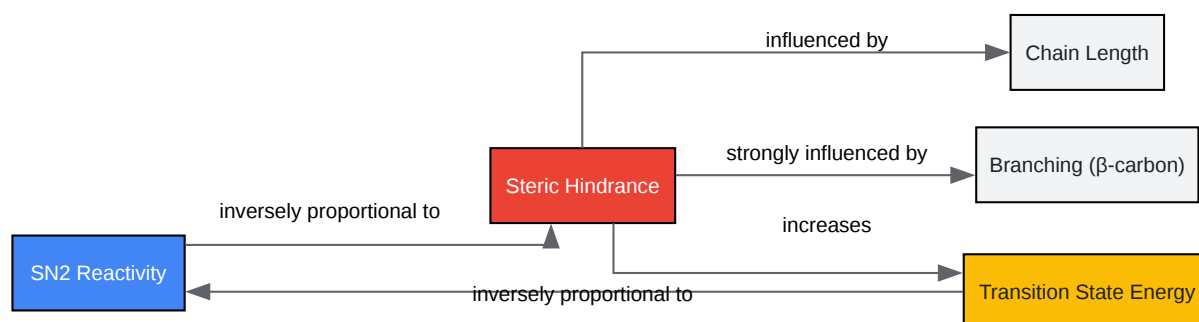 influenced by
Chain Length
strongly influenced by
Branching (β-carbon)
Steric Hindrance
inversely proportional to
increases
SN2 Reactivity
inversely proportional to
Transition State Energy